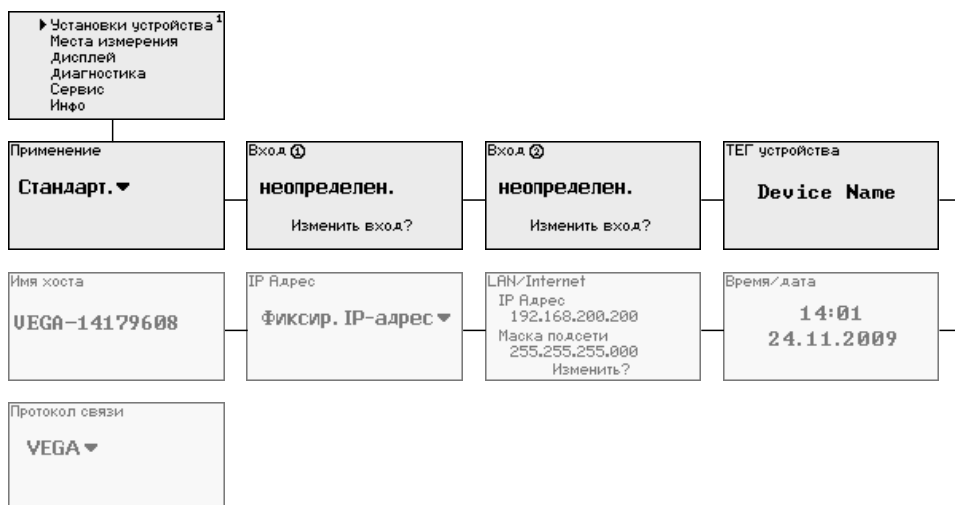 Установки устройства 1
Места измерения
Дисплей
Диагностика
Сервис
Инфо
Применение
Стандарт.▼
Вход ①
неопределен.
Изменить вход?
Вход ②
неопределен.
Изменить вход?
ТЕГ устройства
Device Name
Имя хоста
VEGA-14179608
IP Адрес
Фиксир. IP-адрес▼
LAN/Internet
IP Адрес
192.168.200.200
Маска подсети
255.255.255.000
Изменить?
Время/дата
14:01
24.11.2009
Протокол связи
VEGA▼